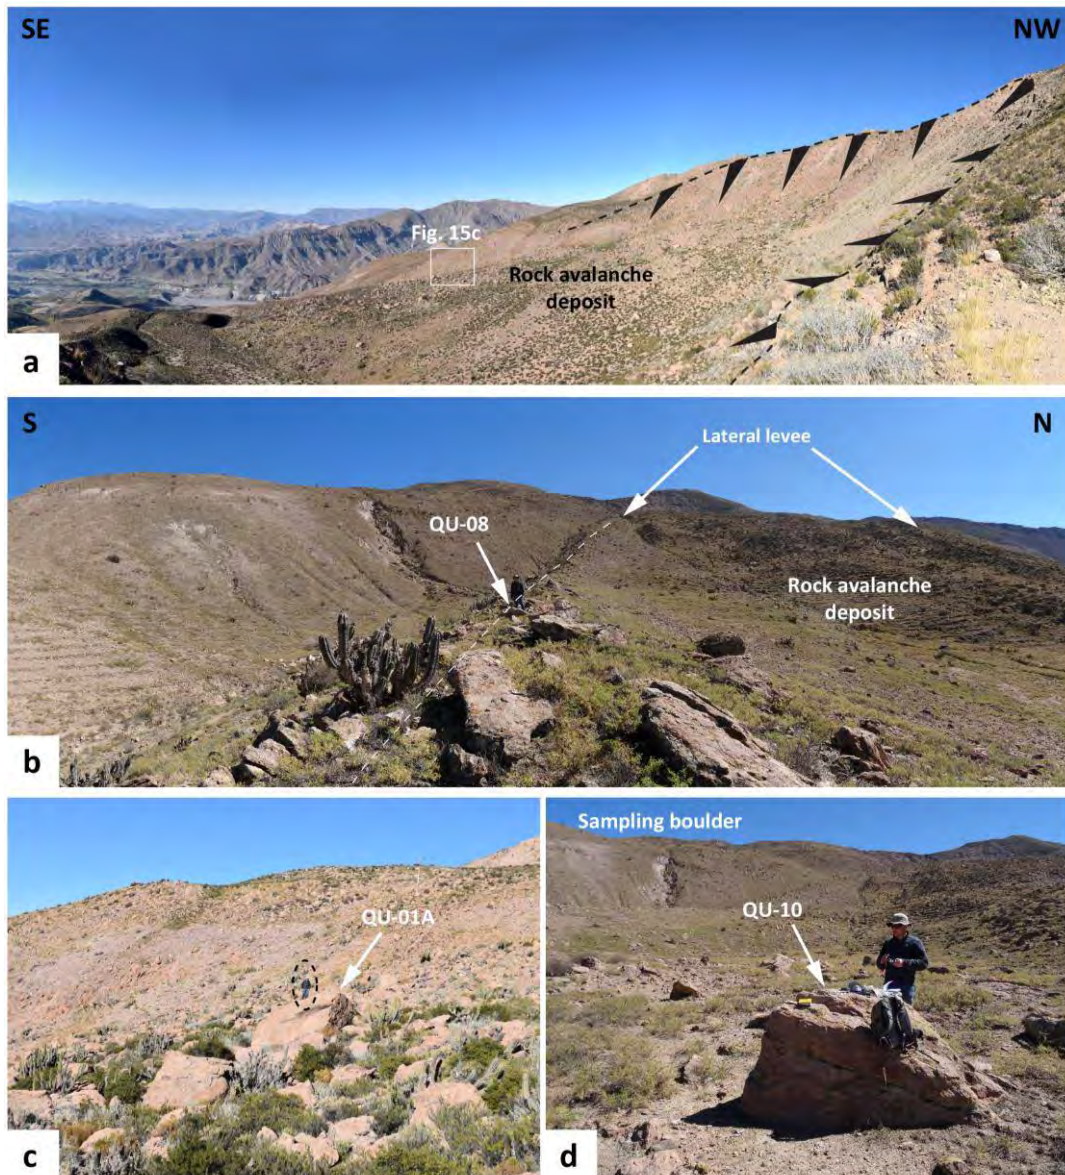 SE
NW
Fig. 15c
Rock avalanche
deposit
a
S
N
Lateral levee
QU-08
Rock avalanche
deposit
b
QU-01A
c
Sampling boulder
QU-10
d